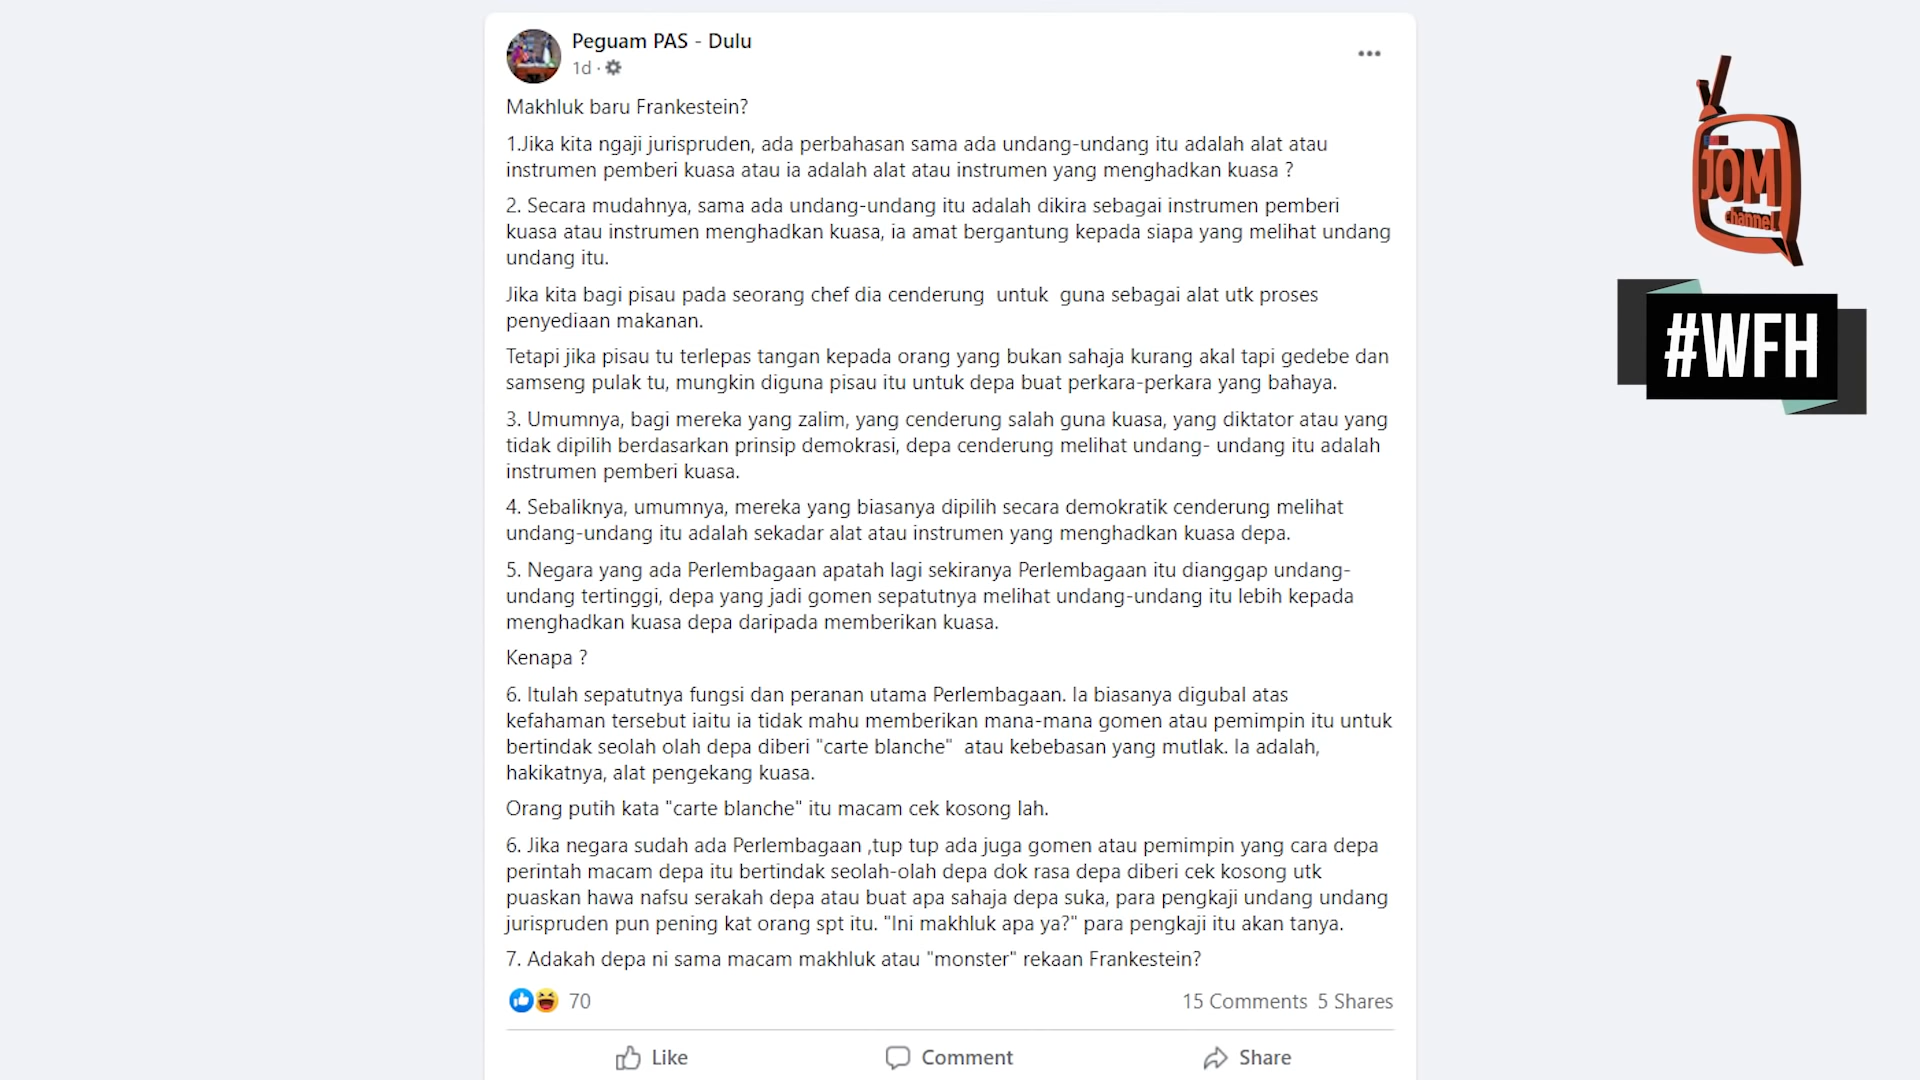 Peguam PAS - Dulu
1d ·
Makhluk baru Frankestein?
1.Jika kita ngaji jurispruden, ada perbahasan sama ada undang-undang itu adalah alat atau
instrumen pemberi kuasa atau ia adalah alat atau instrumen yang menghadkan kuasa ?
2. Secara mudahnya, sama ada undang-undang itu adalah dikira sebagai instrumen pemberi
kuasa atau instrumen menghadkan kuasa, ia amat bergantung kepada siapa yang melihat undang
undang itu.
Jika kita bagi pisau pada seorang chef dia cenderung  untuk  guna sebagai alat utk proses
penyediaan makanan.
Tetapi jika pisau tu terlepas tangan kepada orang yang bukan sahaja kurang akal tapi gedebe dan
samseng pulak tu, mungkin diguna pisau itu untuk depa buat perkara-perkara yang bahaya.
3. Umumnya, bagi mereka yang zalim, yang cenderung salah guna kuasa, yang diktator atau yang
tidak dipilih berdasarkan prinsip demokrasi, depa cenderung melihat undang- undang itu adalah
instrumen pemberi kuasa.
4. Sebaliknya, umumnya, mereka yang biasanya dipilih secara demokratik cenderung melihat
undang-undang itu adalah sekadar alat atau instrumen yang menghadkan kuasa depa.
5. Negara yang ada Perlembagaan apatah lagi sekiranya Perlembagaan itu dianggap undang-
undang tertinggi, depa yang jadi gomen sepatutnya melihat undang-undang itu lebih kepada
menghadkan kuasa depa daripada memberikan kuasa.
Kenapa ?
6. Itulah sepatutnya fungsi dan peranan utama Perlembagaan. Ia biasanya digubal atas
kefahaman tersebut iaitu ia tidak mahu memberikan mana-mana gomen atau pemimpin itu untuk
bertindak seolah olah depa diberi "carte blanche"  atau kebebasan yang mutlak. Ia adalah,
hakikatnya, alat pengekang kuasa.
Orang putih kata "carte blanche" itu macam cek kosong lah.
6. Jika negara sudah ada Perlembagaan ,tup tup ada juga gomen atau pemimpin yang cara depa
perintah macam depa itu bertindak seolah-olah depa dok rasa depa diberi cek kosong utk
puaskan hawa nafsu serakah depa atau buat apa sahaja depa suka, para pengkaji undang undang
jurispruden pun pening kat orang spt itu. "Ini makhluk apa ya?" para pengkaji itu akan tanya.
7. Adakah depa ni sama macam makhluk atau "monster" rekaan Frankestein?
70
15 Comments 5 Shares
Like
Comment
Share
JOM
channel
#WFH